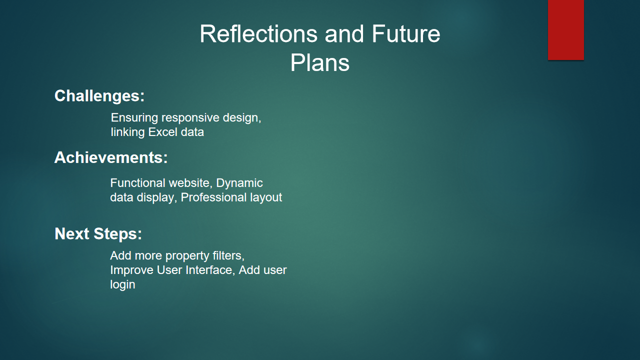 Reflections and Future
Plans
Challenges:
Ensuring responsive design,
linking Excel data
Achievements:
Functional website, Dynamic
data display, Professional layout
Next Steps:
Add more property filters,
Improve User Interface, Add user
login